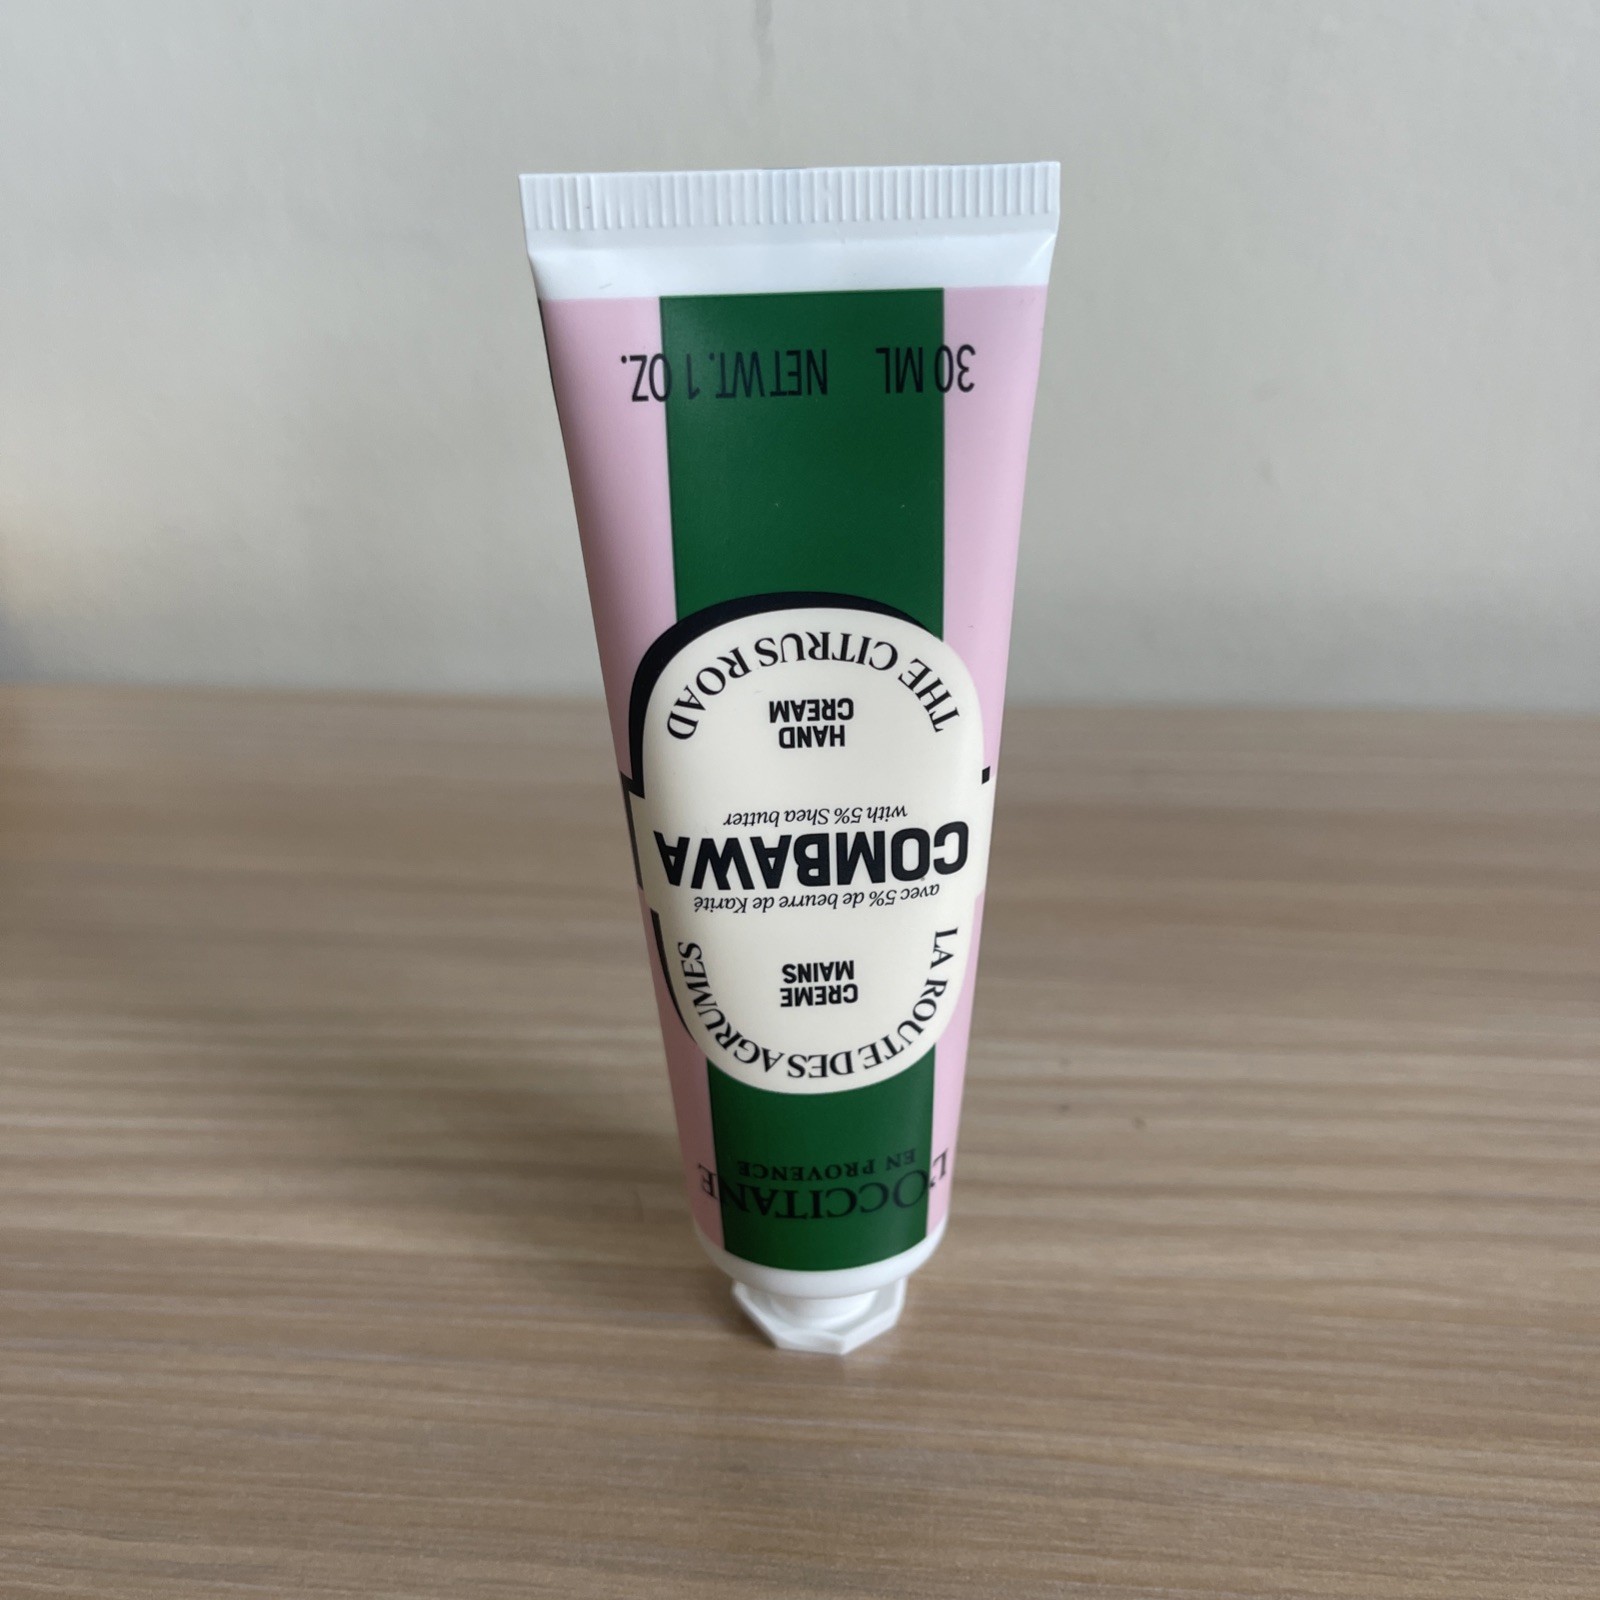 L'OCCITANE
EN PROVENCE
LA ROUTE DES AGRUMES
CREME
MAINS
avec 5% de beurre de Karité
COMBAWA
with 5% Shea butter
HAND
CREAM
THE CITRUS ROAD
30 ML NET WT. 1 OZ.